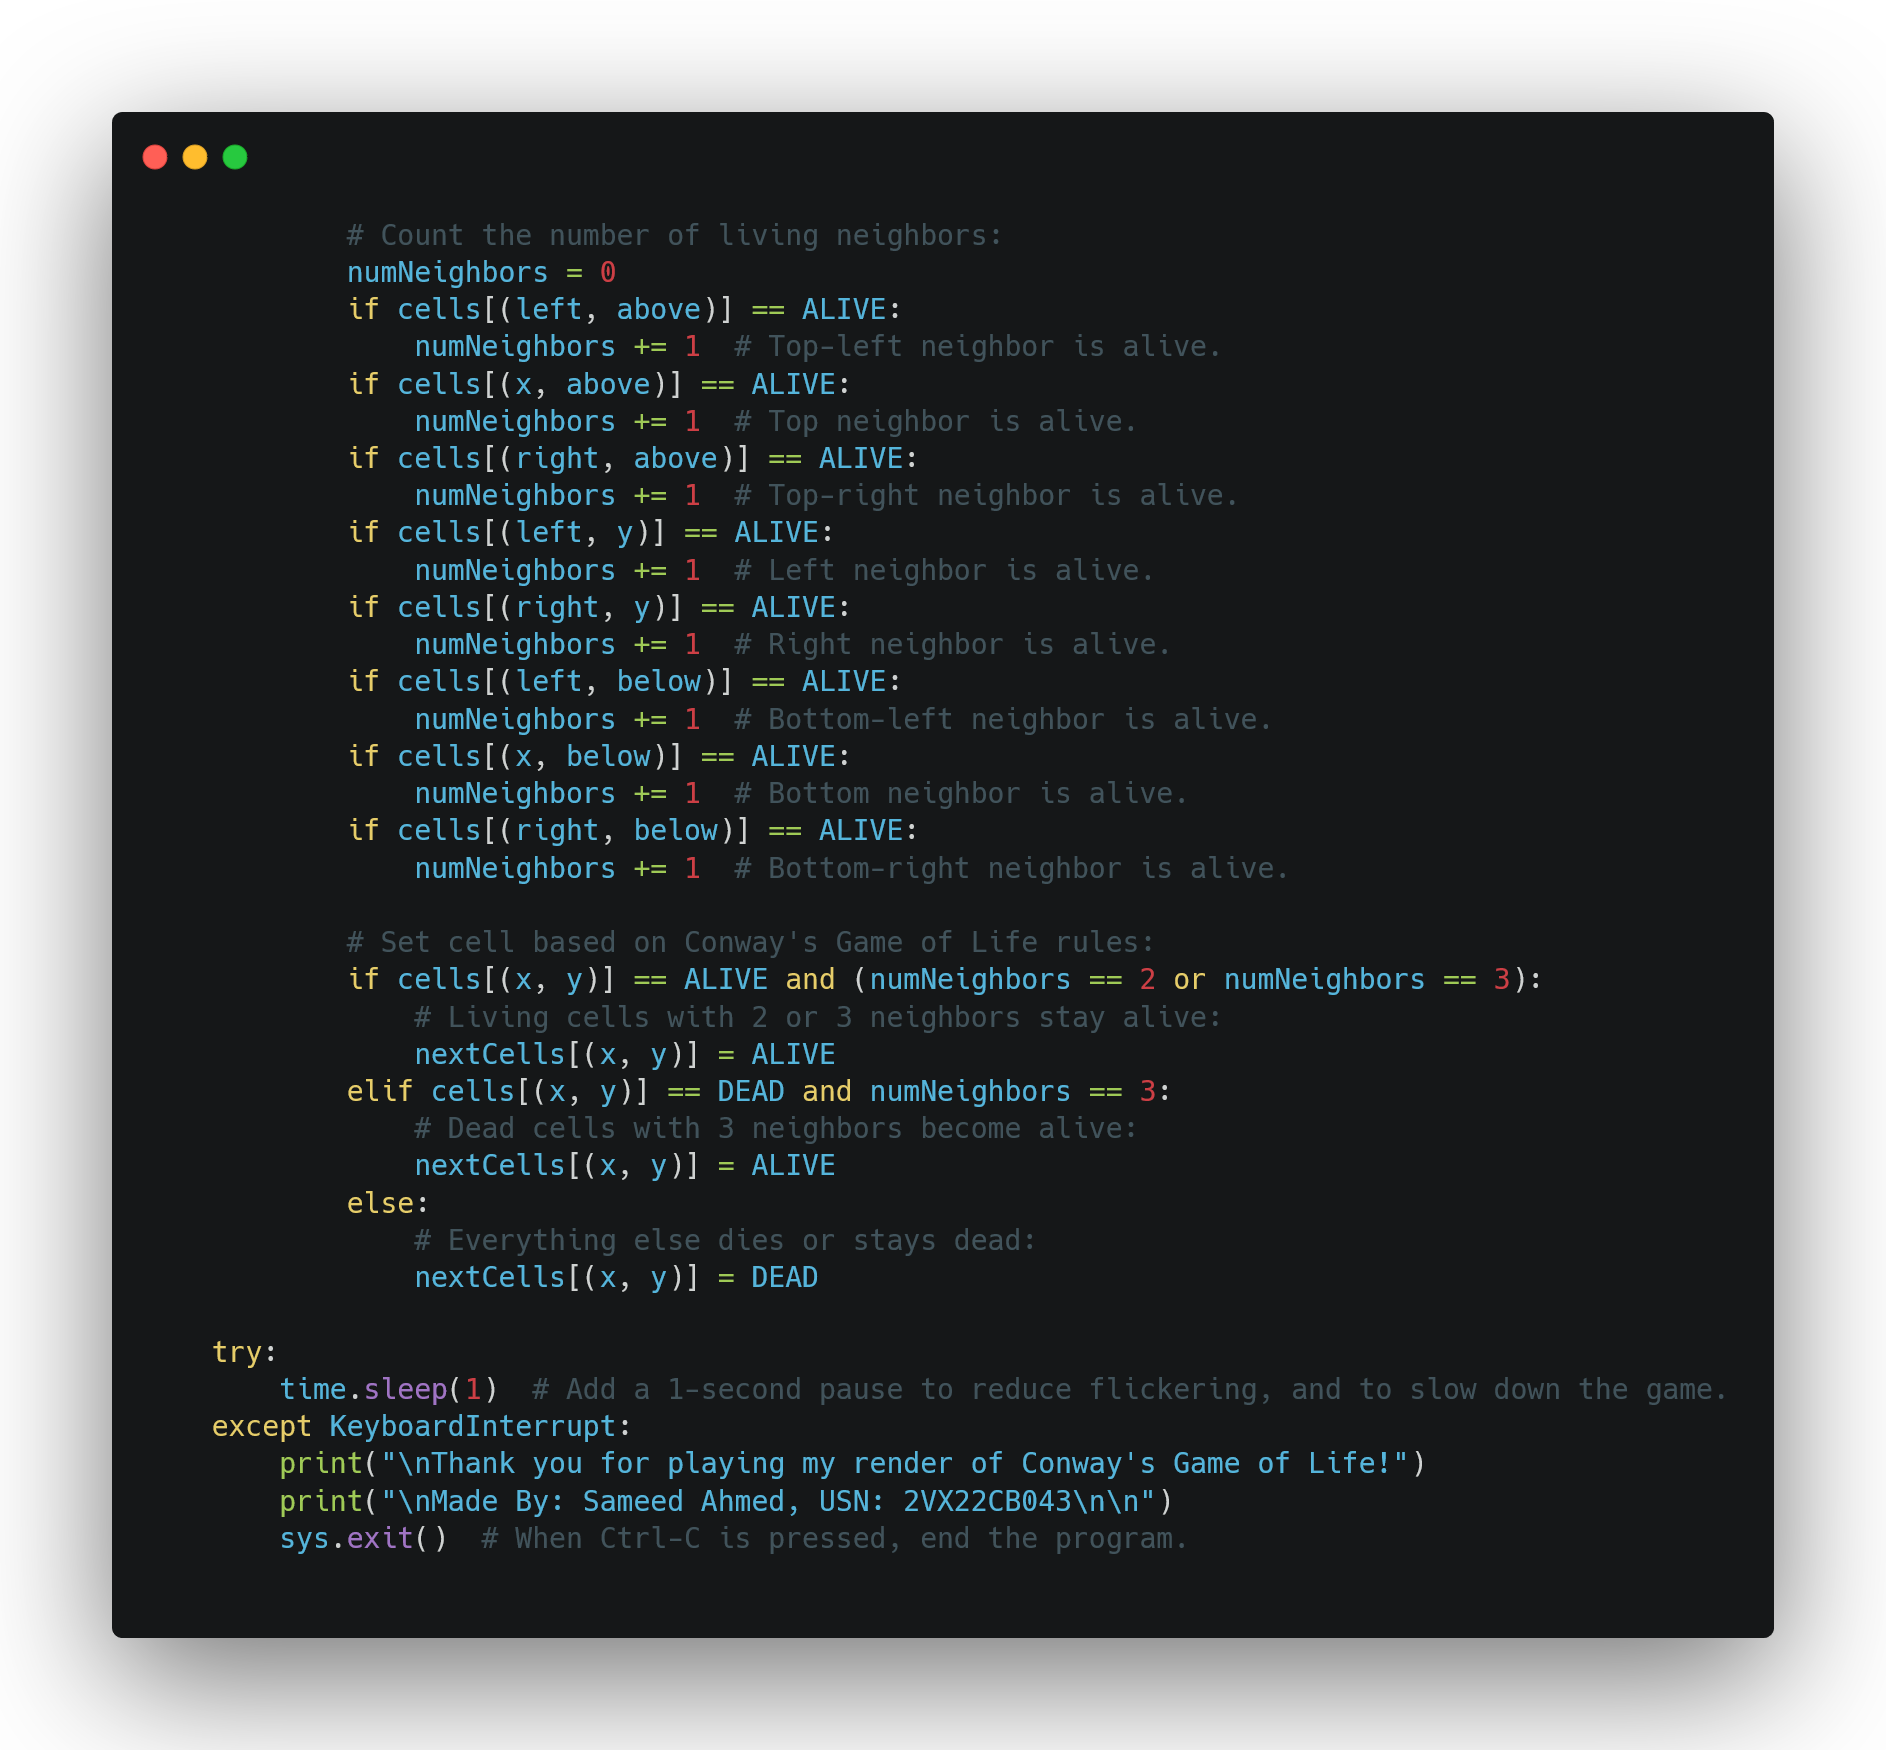 # Count the number of living neighbors:
        numNeighbors = 0
        if cells[(left, above)] == ALIVE:
            numNeighbors += 1  # Top-left neighbor is alive.
        if cells[(x, above)] == ALIVE:
            numNeighbors += 1  # Top neighbor is alive.
        if cells[(right, above)] == ALIVE:
            numNeighbors += 1  # Top-right neighbor is alive.
        if cells[(left, y)] == ALIVE:
            numNeighbors += 1  # Left neighbor is alive.
        if cells[(right, y)] == ALIVE:
            numNeighbors += 1  # Right neighbor is alive.
        if cells[(left, below)] == ALIVE:
            numNeighbors += 1  # Bottom-left neighbor is alive.
        if cells[(x, below)] == ALIVE:
            numNeighbors += 1  # Bottom neighbor is alive.
        if cells[(right, below)] == ALIVE:
            numNeighbors += 1  # Bottom-right neighbor is alive.

        # Set cell based on Conway's Game of Life rules:
        if cells[(x, y)] == ALIVE and (numNeighbors == 2 or numNeighbors == 3):
            # Living cells with 2 or 3 neighbors stay alive:
            nextCells[(x, y)] = ALIVE
        elif cells[(x, y)] == DEAD and numNeighbors == 3:
            # Dead cells with 3 neighbors become alive:
            nextCells[(x, y)] = ALIVE
        else:
            # Everything else dies or stays dead:
            nextCells[(x, y)] = DEAD

try:
    time.sleep(1)  # Add a 1-second pause to reduce flickering, and to slow down the game.
except KeyboardInterrupt:
    print("\nThank you for playing my render of Conway's Game of Life!")
    print("\nMade By: Sameed Ahmed, USN: 2VX22CB043\n\n")
    sys.exit()  # When Ctrl-C is pressed, end the program.